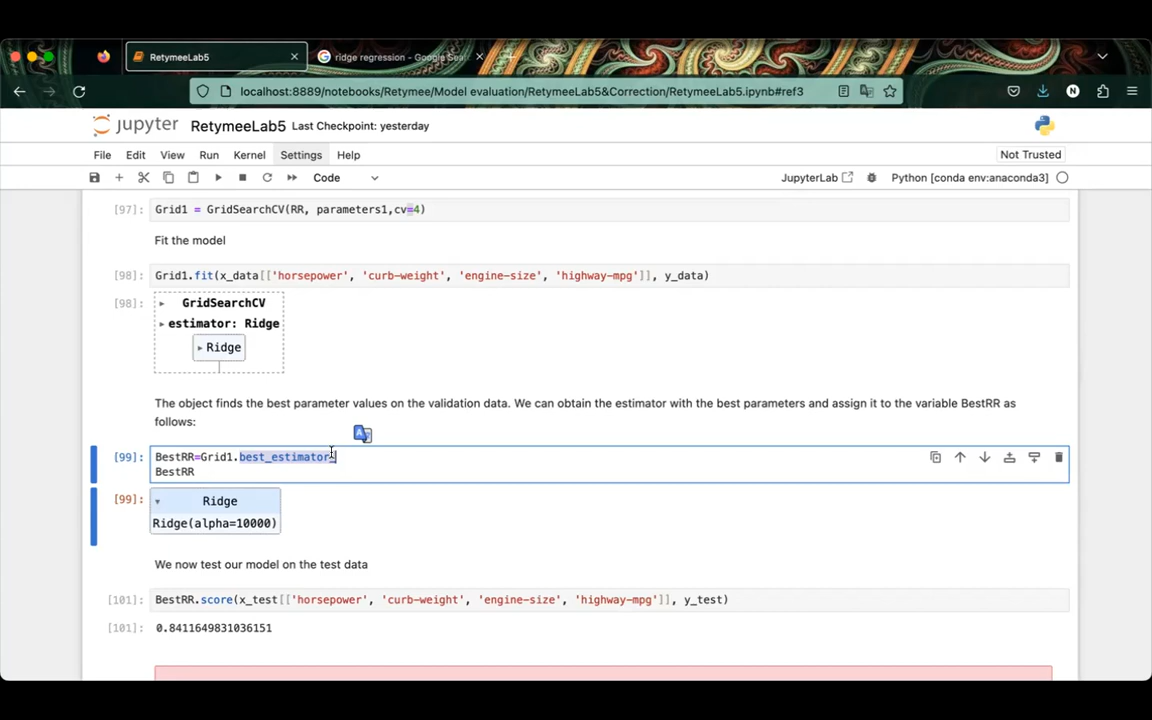 RetymeeLab5
ridge regression - Google Sea
localhost:8889/notebooks/Retymee/Model evaluation/RetymeeLab5&Correction/RetymeeLab5.ipynb#ref3
N
jupyter RetymeeLab5 Last Checkpoint: yesterday
File Edit View Run Kernel Settings Help Not Trusted
Code JupyterLab Python [conda env:anaconda3]
[97]: Grid1 = GridSearchCV(RR, parameters1,cv=4)
Fit the model
[98]: Grid1.fit(x_data[['horsepower', 'curb-weight', 'engine-size', 'highway-mpg']], y_data)
[98]: GridSearchCV
estimator: Ridge
Ridge
The object finds the best parameter values on the validation data. We can obtain the estimator with the best parameters and assign it to the variable BestRR as
follows:
[99]: BestRR=Grid1.best_estimator_
BestRR
[99]: Ridge
Ridge(alpha=10000)
We now test our model on the test data
[101]: BestRR.score(x_test[['horsepower', 'curb-weight', 'engine-size', 'highway-mpg']], y_test)
[101]: 0.8411649831036151